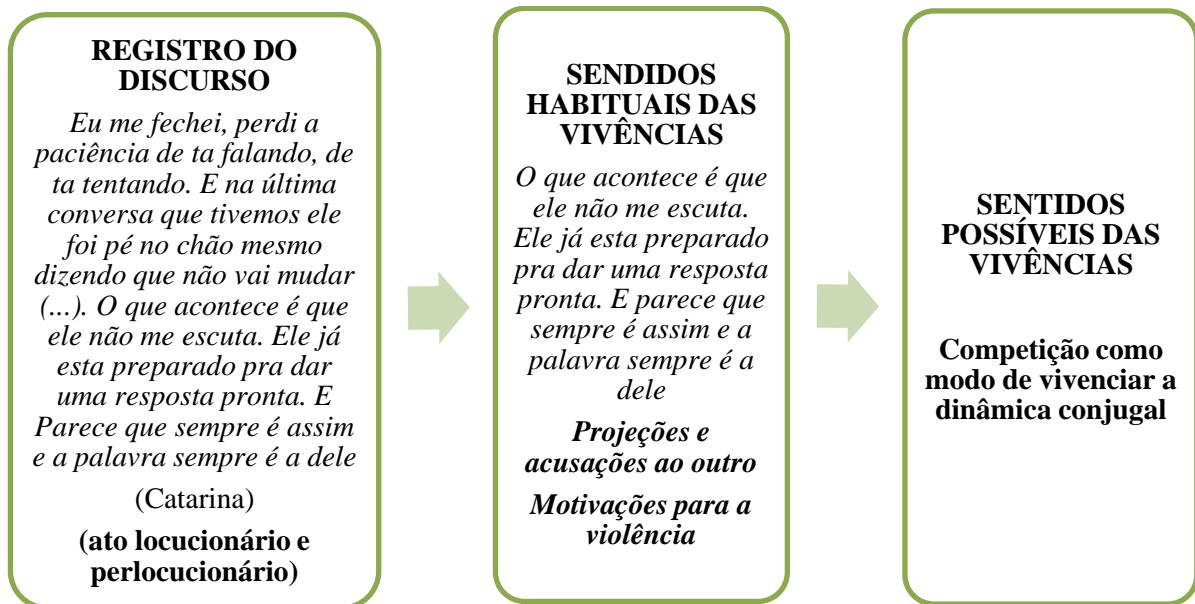 REGISTRO DO
DISCURSO
Eu me fechei, perdi a
paciência de ta falando, de
ta tentando. E na última
conversa que tivemos ele
foi pé no chão mesmo
dizendo que não vai mudar
(...). O que acontece é que
ele não me escuta. Ele já
esta preparado pra dar
uma resposta pronta. E
Parece que sempre é assim
e a palavra sempre é a dele
(Catarina)
(ato locucionário e
perlocucionário)
SENDIDOS
HABITUAIS DAS
VIVÊNCIAS
O que acontece é que
ele não me escuta.
Ele já esta preparado
pra dar uma resposta
pronta. E parece que
sempre é assim e a
palavra sempre é a
dele
Projeções e
acusações ao outro
Motivações para a
violência
SENTIDOS
POSSÍVEIS DAS
VIVÊNCIAS
Competição como
modo de vivenciar a
dinâmica conjugal